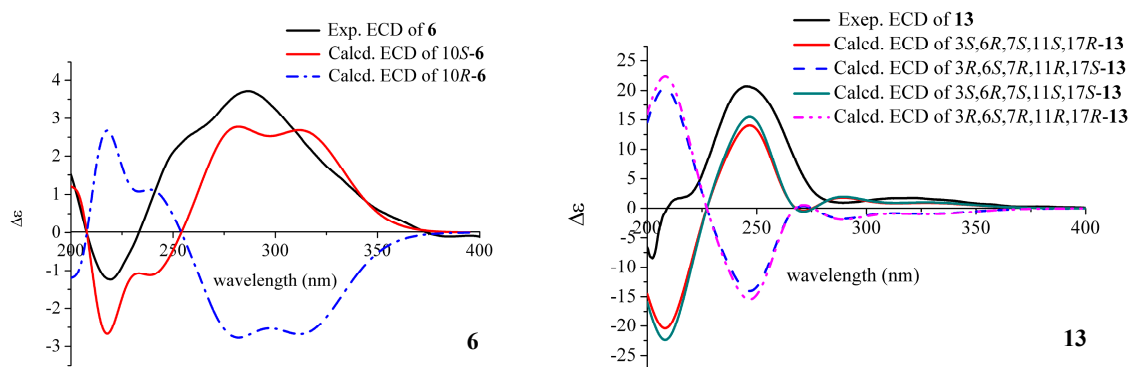 Exp. ECD of 6
Calcd. ECD of 10S-6
Calcd. ECD of 10R-6
4
3
2
1
0
-1
-2
-3
200
250
300
350
400
Δε
wavelength (nm)
6
Exep. ECD of 13
Calcd. ECD of 3S,6R,7S,11S,17R-13
Calcd. ECD of 3R,6S,7R,11R,17S-13
Calcd. ECD of 3S,6R,7S,11S,17S-13
Calcd. ECD of 3R,6S,7R,11R,17R-13
25
20
15
10
5
0
-5
-10
-15
-20
-25
200
250
300
350
400
Δε
wavelength (nm)
13